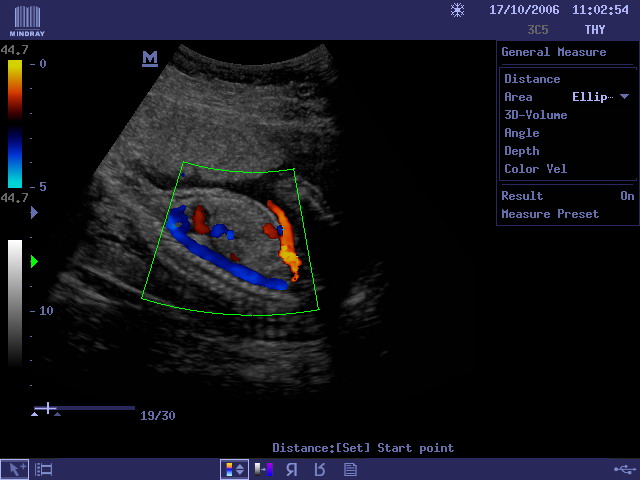 MINDRAY
17/10/2006 11:02:54
3C5 THY
M
44.7
0
5
44.7
10
General Measure
Distance
Area Ellip
3D-Volume
Angle
Depth
Color Vel
Result On
Measure Preset
19/30
Distance:[Set] Start point